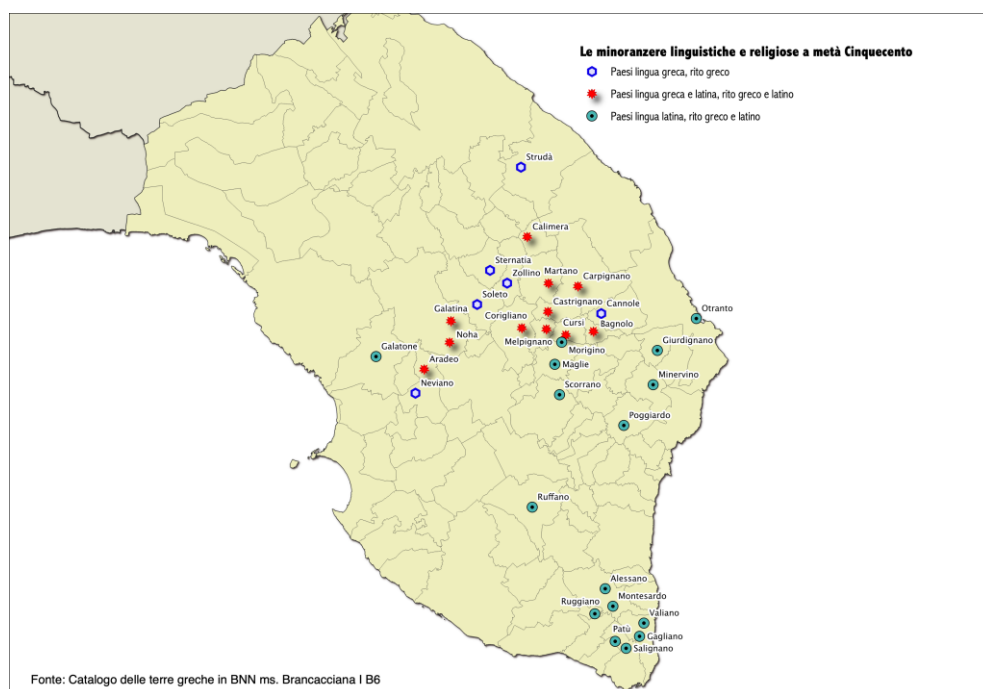 Le minoranzere linguistiche e religiose a metà Cinquecento
Paesi lingua greca, rito greco
Paesi lingua greca e latina, rito greco e latino
Paesi lingua latina, rito greco e latino
Strudà
Calimera
Sternatia
Zollino
Martano
Carpignano
Soleto
Castrignano
Cannole
Otranto
Galatina
Corigliano
Cursi
Bagnolo
Noha
Melpignano
Morigino
Giurdignano
Galatone
Aradeo
Maglie
Neviano
Scorrano
Minervino
Poggiardo
Ruffano
Alessano
Ruggiano
Montesardo
Valiano
Patù
Gagliano
Salignano
Fonte: Catalogo delle terre greche in BNN ms. Brancacciana I B6